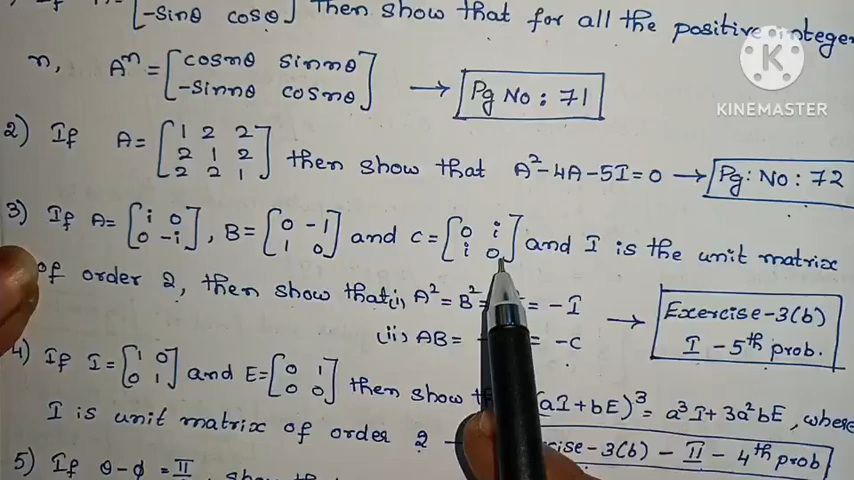 [-sinθ cosθ] Then show that for all the positive integer
n, Aⁿ = [cosnθ sinnθ
-sinnθ cosnθ] → Pg No : 71
KINEMASTER
2) If A = [1 2 2
2 1 2
2 2 1] then show that A² - 4A - 5I = 0 → Pg: No : 72
3) If A = [i 0
0 -i], B = [0 -1
1 0] and C = [0 i
i 0] and I is the unit matrix
of order 2, then show that (i) A² = B² = = -I
(ii) AB = = -C
→ Exercise-3(b)
I - 5th prob.
4) If I = [1 0
0 1] and E = [0 1
0 0] then show (aI+bE)³ = a³I + 3a²bE, where
I is unit matrix of order 2 - 3(b) - II - 4th prob
5) If θ - φ = π